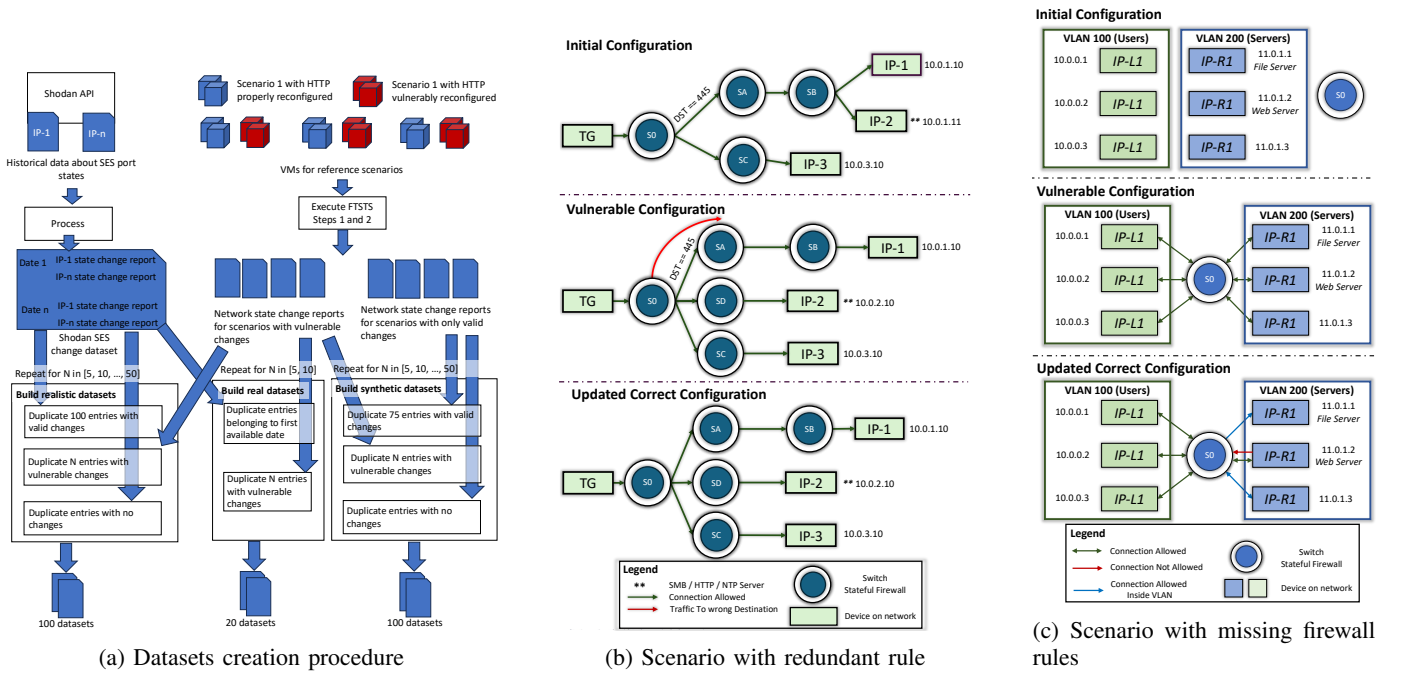 Shodan API
IP-1
IP-n
Historical data about SES port
states
Process
Date 1
IP-1 state change report
IP-n state change report
Date n
IP-1 state change report
IP-n state change report
Shodan SES
change dataset
Repeat for N in [5, 10, ..., 50]
Build realistic datasets
Duplicate 100 entries with
valid changes
Duplicate N entries with
vulnerable changes
Duplicate entries with no
changes
100 datasets
Scenario 1 with HTTP
properly reconfigured
Scenario 1 with HTTP
vulnerably reconfigured
VMs for reference scenarios
Execute FTSTS
Steps 1 and 2
Network state change reports
for scenarios with vulnerable
changes
Network state change reports
for scenarios with only valid
changes
Repeat for N in [5, 10]
Build real datasets
Duplicate entries
belonging to first
available date
Duplicate N entries
with vulnerable
changes
20 datasets
Repeat for N in [5, 10, ..., 50]
Build synthetic datasets
Duplicate 75 entries with valid
changes
Duplicate N entries with
vulnerable changes
Duplicate entries with no
changes
100 datasets
(a) Datasets creation procedure
Initial Configuration
TG
S0
DST == 445
SA
SB
SC
IP-1
10.0.1.10
IP-2
** 10.0.1.11
IP-3
10.0.3.10
Vulnerable Configuration
TG
S0
DST == 445
SA
SB
IP-1
10.0.1.10
SD
IP-2
** 10.0.2.10
SC
IP-3
10.0.3.10
Updated Correct Configuration
TG
S0
SA
SB
IP-1
10.0.1.10
SD
IP-2
** 10.0.2.10
SC
IP-3
10.0.3.10
Legend
** SMB / HTTP / NTP Server
Connection Allowed
Traffic To wrong Destination
Switch
Stateful Firewall
Device on network
(b) Scenario with redundant rule
Initial Configuration
VLAN 100 (Users)
10.0.0.1
IP-L1
10.0.0.2
IP-L1
10.0.0.3
IP-L1
VLAN 200 (Servers)
IP-R1
11.0.1.1
File Server
IP-R1
11.0.1.2
Web Server
IP-R1
11.0.1.3
S0
Vulnerable Configuration
VLAN 100 (Users)
10.0.0.1
IP-L1
10.0.0.2
IP-L1
10.0.0.3
IP-L1
S0
VLAN 200 (Servers)
IP-R1
11.0.1.1
File Server
IP-R1
11.0.1.2
Web Server
IP-R1
11.0.1.3
Updated Correct Configuration
VLAN 100 (Users)
10.0.0.1
IP-L1
10.0.0.2
IP-L1
10.0.0.3
IP-L1
S0
VLAN 200 (Servers)
IP-R1
11.0.1.1
File Server
IP-R1
11.0.1.2
Web Server
IP-R1
11.0.1.3
Legend
Connection Allowed
Connection Not Allowed
Connection Allowed
Inside VLAN
Switch
Stateful Firewall
Device on network
(c) Scenario with missing firewall
rules